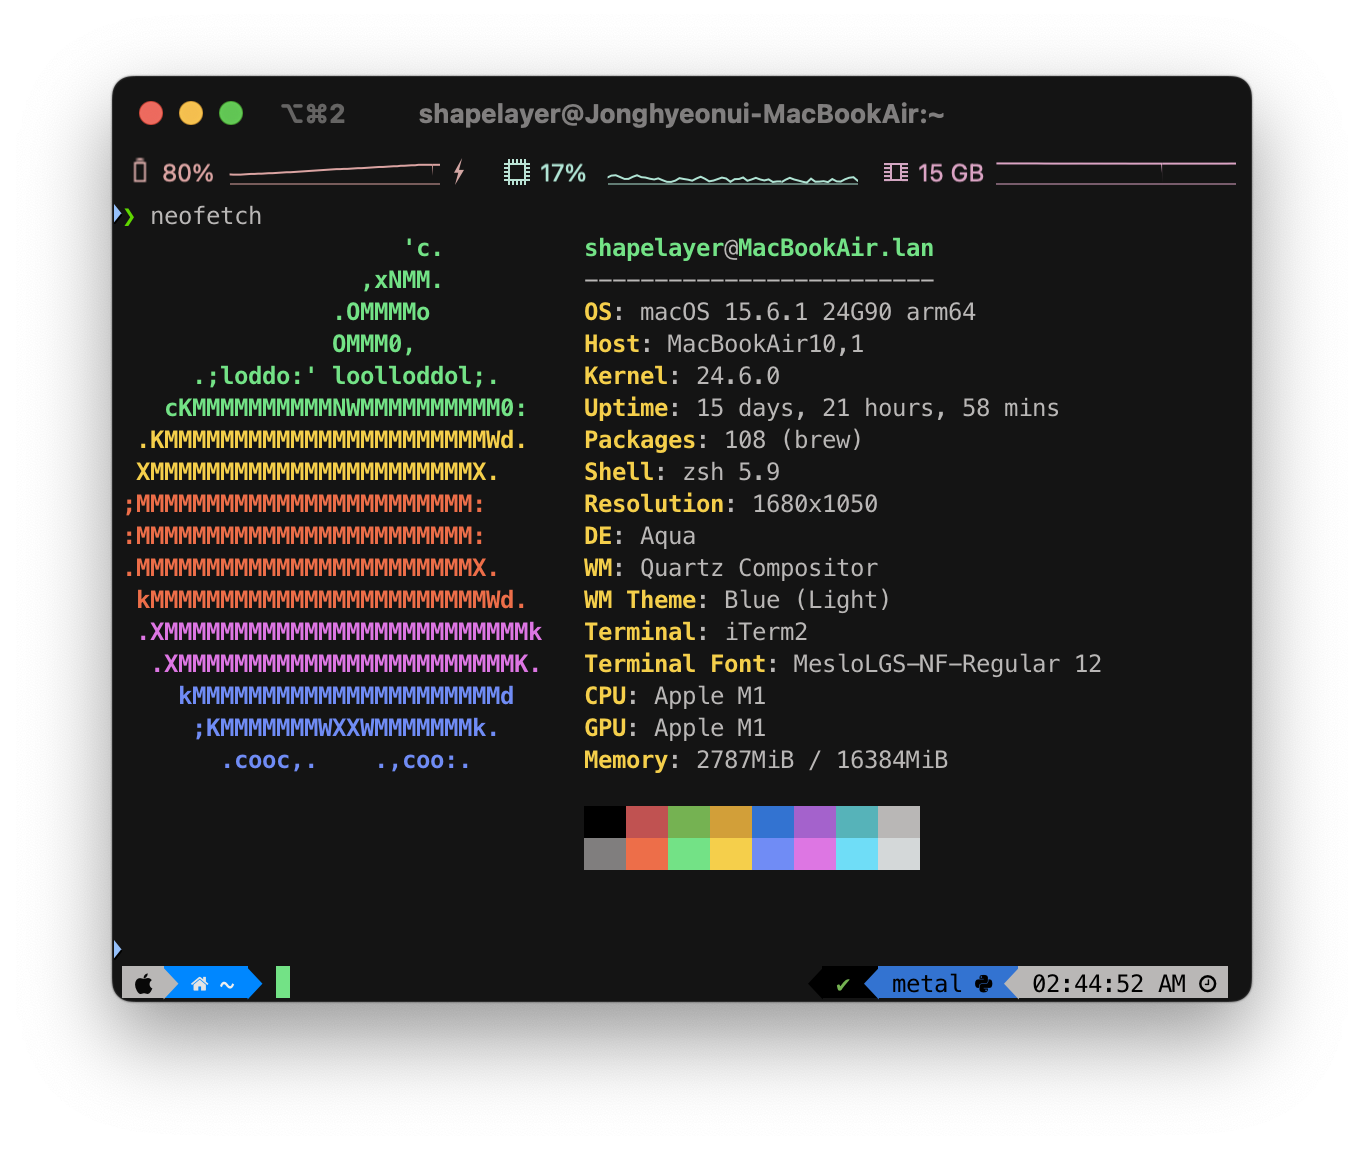 ⌥⌘2 shapelayer@Jonghyeonui-MacBookAir:~
80% 17% 15 GB
❯ neofetch
'c. shapelayer@MacBookAir.lan
,xNMM. -------------------------
.OMMMMo OS: macOS 15.6.1 24G90 arm64
OMMM0, Host: MacBookAir10,1
.;loddo:' loolloddol;. Kernel: 24.6.0
cKMMMMMMMMMMNWMMMMMMMMMM0: Uptime: 15 days, 21 hours, 58 mins
.KMMMMMMMMMMMMMMMMMMMMMMMWd. Packages: 108 (brew)
XMMMMMMMMMMMMMMMMMMMMMMMX. Shell: zsh 5.9
;MMMMMMMMMMMMMMMMMMMMMMMM: Resolution: 1680x1050
:MMMMMMMMMMMMMMMMMMMMMMMM: DE: Aqua
.MMMMMMMMMMMMMMMMMMMMMMMMX. WM: Quartz Compositor
kMMMMMMMMMMMMMMMMMMMMMMMMWd. WM Theme: Blue (Light)
.XMMMMMMMMMMMMMMMMMMMMMMMMMMk Terminal: iTerm2
.XMMMMMMMMMMMMMMMMMMMMMMMMK. Terminal Font: MesloLGS-NF-Regular 12
kMMMMMMMMMMMMMMMMMMMMMMd CPU: Apple M1
;KMMMMMMMWXXWMMMMMMMk. GPU: Apple M1
.cooc,. .,coo:. Memory: 2787MiB / 16384MiB
~ ✔ metal 02:44:52 AM